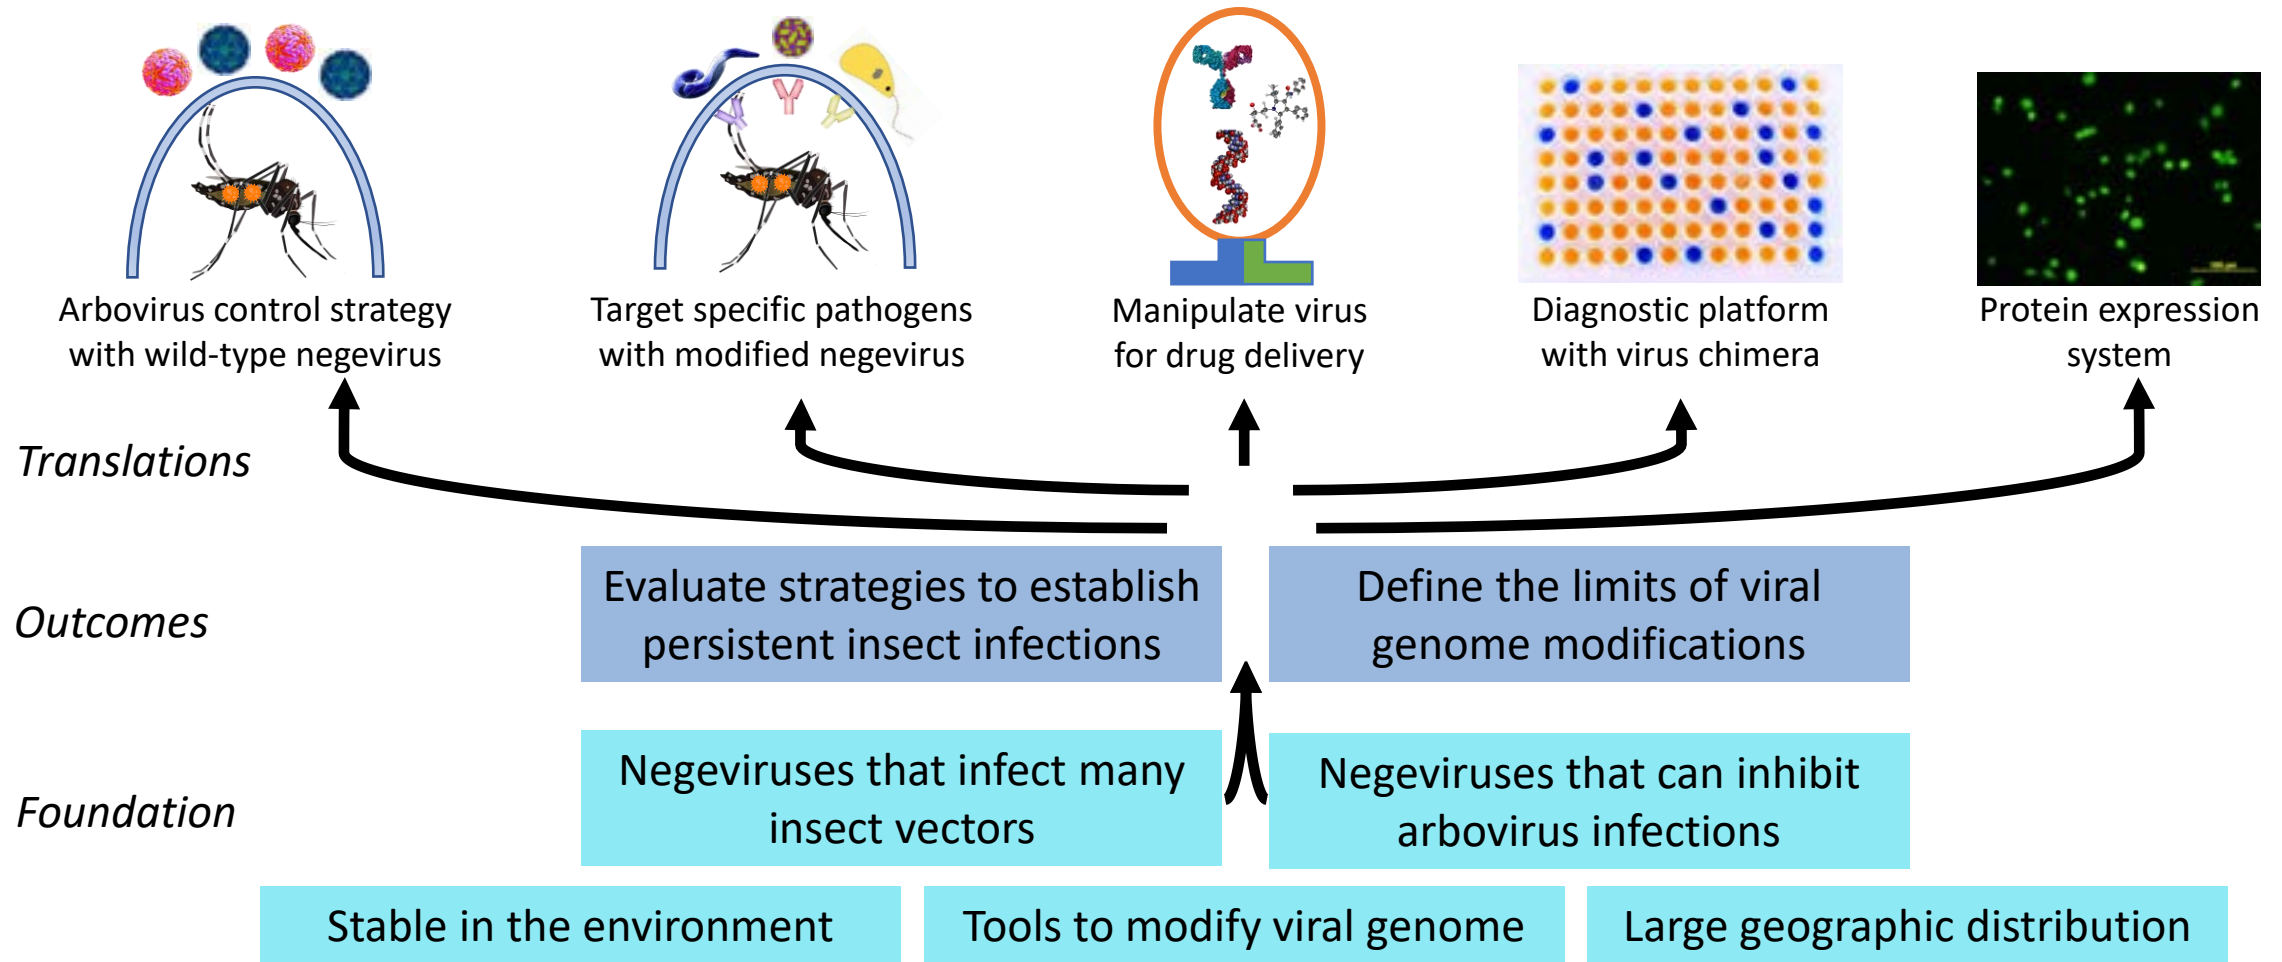 Arbovirus control strategy
with wild-type negevirus
Target specific pathogens
with modified negevirus
Manipulate virus
for drug delivery
Diagnostic platform
with virus chimera
Protein expression
system
Translations
Outcomes
Evaluate strategies to establish
persistent insect infections
Define the limits of viral
genome modifications
Foundation
Negeviruses that infect many
insect vectors
Negeviruses that can inhibit
arbovirus infections
Stable in the environment
Tools to modify viral genome
Large geographic distribution